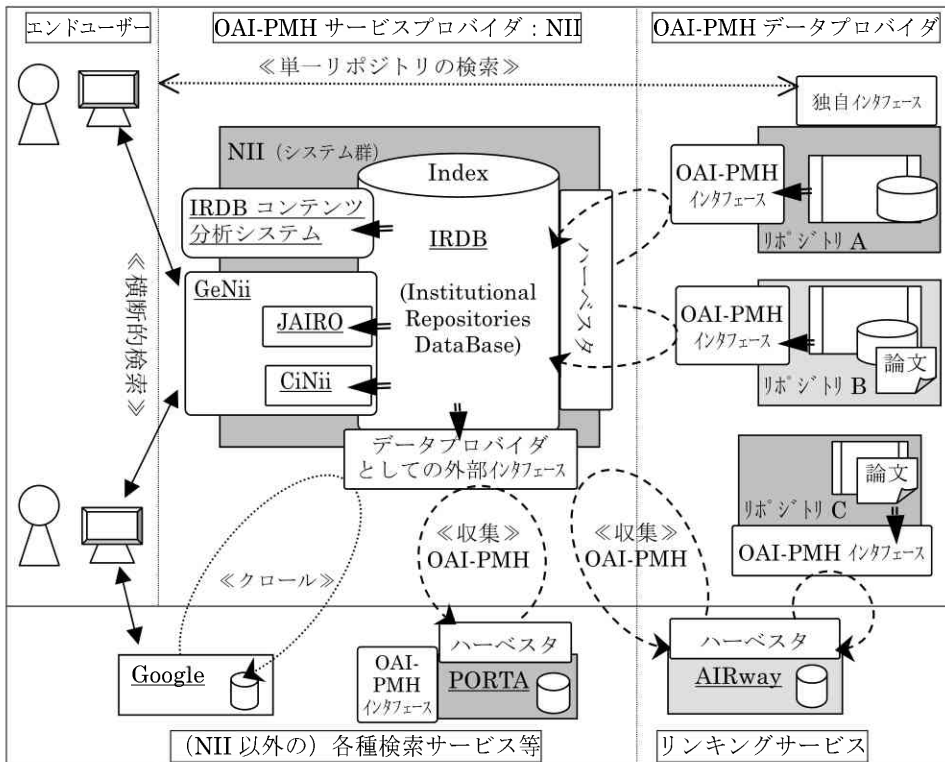 エンドユーザー
OAI-PMH サービスプロバイダ：NII
OAI-PMH データプロバイダ
≪単一リポジトリの検索≫
独自インタフェース
NII（システム群）
Index
OAI-PMH
インタフェース
リポジトリ A
IRDB コンテンツ
分析システム
IRDB
(Institutional
Repositories
DataBase)
ハーベスタ
≪横断的検索≫
GeNii
JAIRO
CiNii
OAI-PMH
インタフェース
論文
リポジトリ B
データプロバイダ
としての外部インタフェース
論文
リポジトリ C
OAI-PMH インタフェース
≪収集≫
OAI-PMH
≪収集≫
OAI-PMH
≪クロール≫
Google
ハーベスタ
OAI-
PMH
インタフェース
PORTA
ハーベスタ
AIRway
（NII 以外の）各種検索サービス等
リンキングサービス